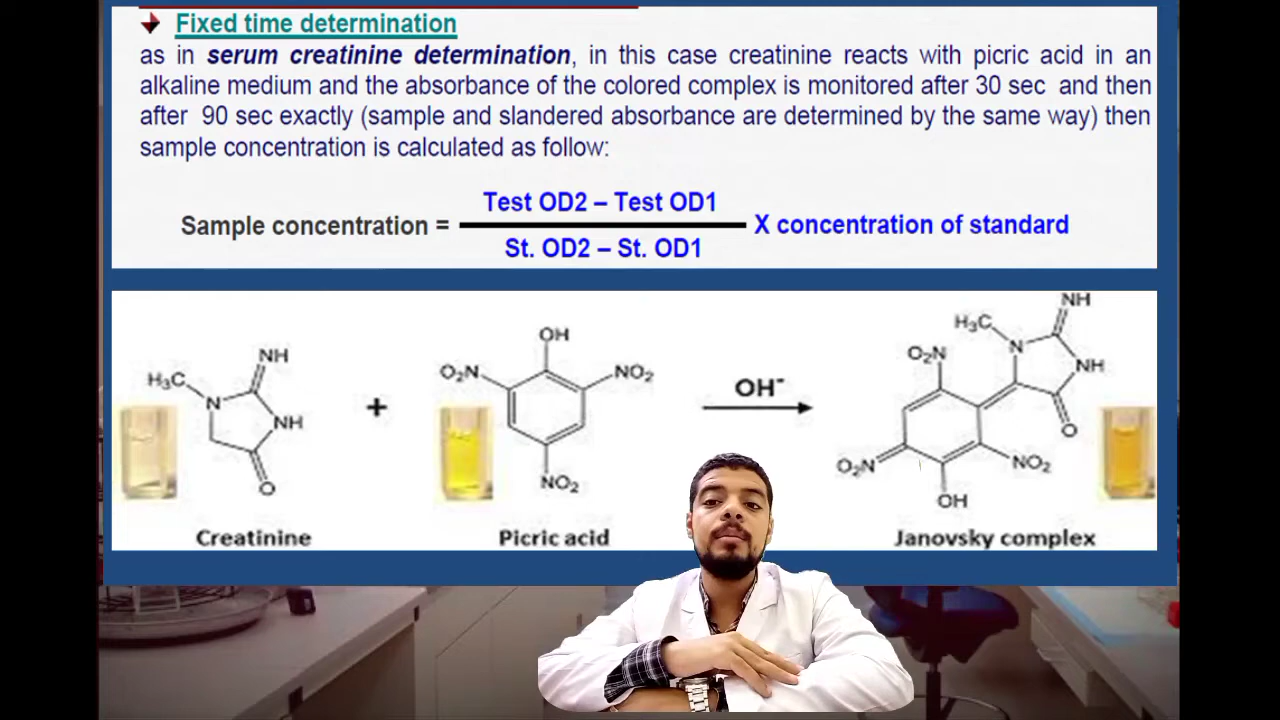 Fixed time determination
as in serum creatinine determination, in this case creatinine reacts with picric acid in an
alkaline medium and the absorbance of the colored complex is monitored after 30 sec and then
after 90 sec exactly (sample and slandered absorbance are determined by the same way) then
sample concentration is calculated as follow:
Test OD2 – Test OD1
Sample concentration = X concentration of standard
St. OD2 – St. OD1
NH
H₃C
N
NH
O
Creatinine
+
OH
O₂N
NO₂
NO₂
Picric acid
OH⁻
NH
H₃C
N
O₂N
NH
O
O₂N
NO₂
OH
Janovsky complex